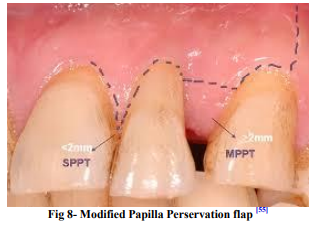 <2mm
≥2mm
SPPT
MPPT
Fig 8- Modified Papilla Perservation flap [55]